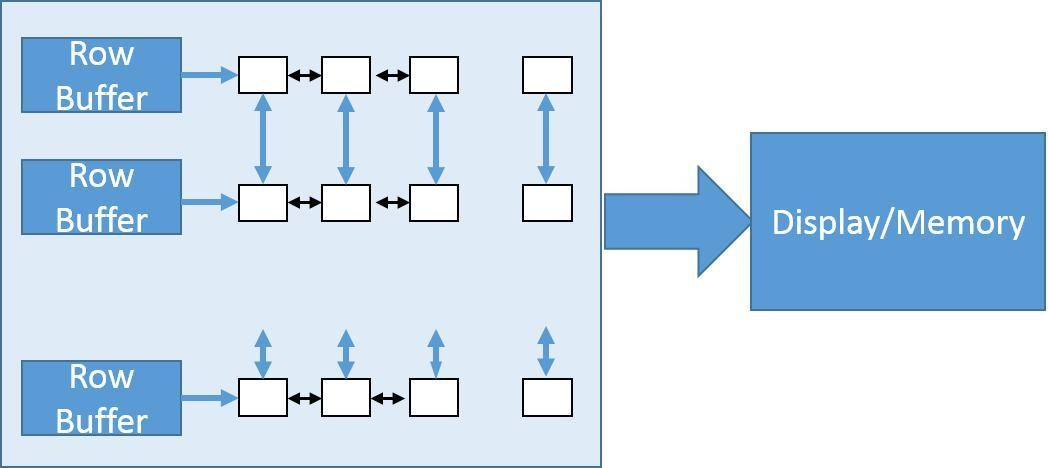 Row
Buffer
Row
Buffer
Display/Memory
Row
Buffer